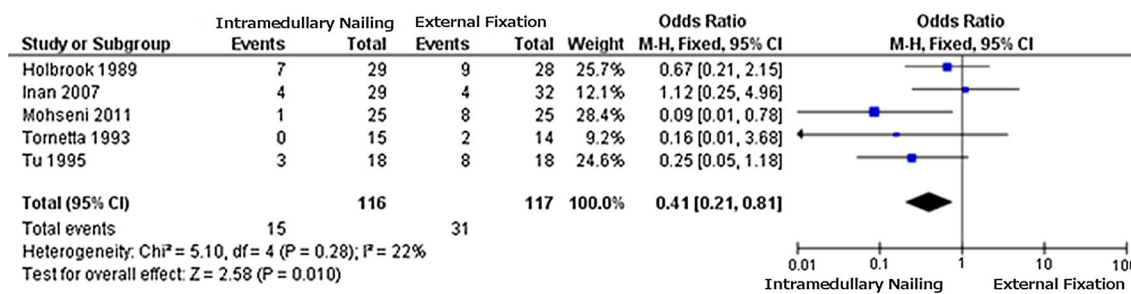 Intramedullary Nailing External Fixation Odds Ratio Odds Ratio
Study or Subgroup Events Total Events Total Weight M-H, Fixed, 95% CI M-H, Fixed, 95% CI
Holbrook 1989 7 29 9 28 25.7% 0.67 [0.21, 2.15]
Inan 2007 4 29 4 32 12.1% 1.12 [0.25, 4.96]
Mohseni 2011 1 25 8 25 28.4% 0.09 [0.01, 0.78]
Tornetta 1993 0 15 2 14 9.2% 0.16 [0.01, 3.68]
Tu 1995 3 18 8 18 24.6% 0.25 [0.05, 1.18]
Total (95% CI) 116 117 100.0% 0.41 [0.21, 0.81]
Total events 15 31
Heterogeneity: Chi² = 5.10, df = 4 (P = 0.28); I² = 22%
Test for overall effect: Z = 2.58 (P = 0.010)
0.01 0.1 1 10 100
Intramedullary Nailing External Fixation